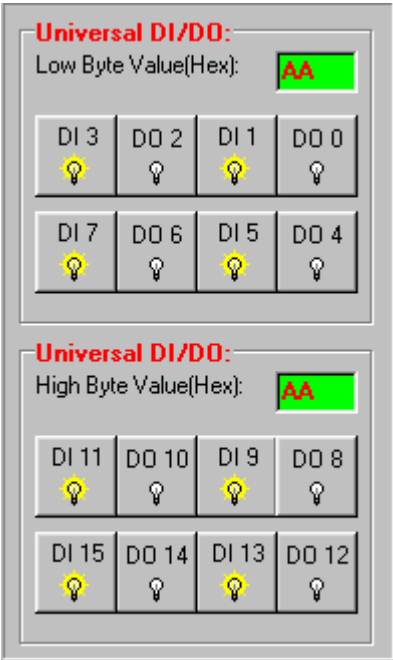 Universal DI/DO:
Low Byte Value(Hex): AA
DI 3 DO 2 DI 1 DO 0
DI 7 DO 6 DI 5 DO 4
Universal DI/DO:
High Byte Value(Hex): AA
DI 11 DO 10 DI 9 DO 8
DI 15 DO 14 DI 13 DO 12